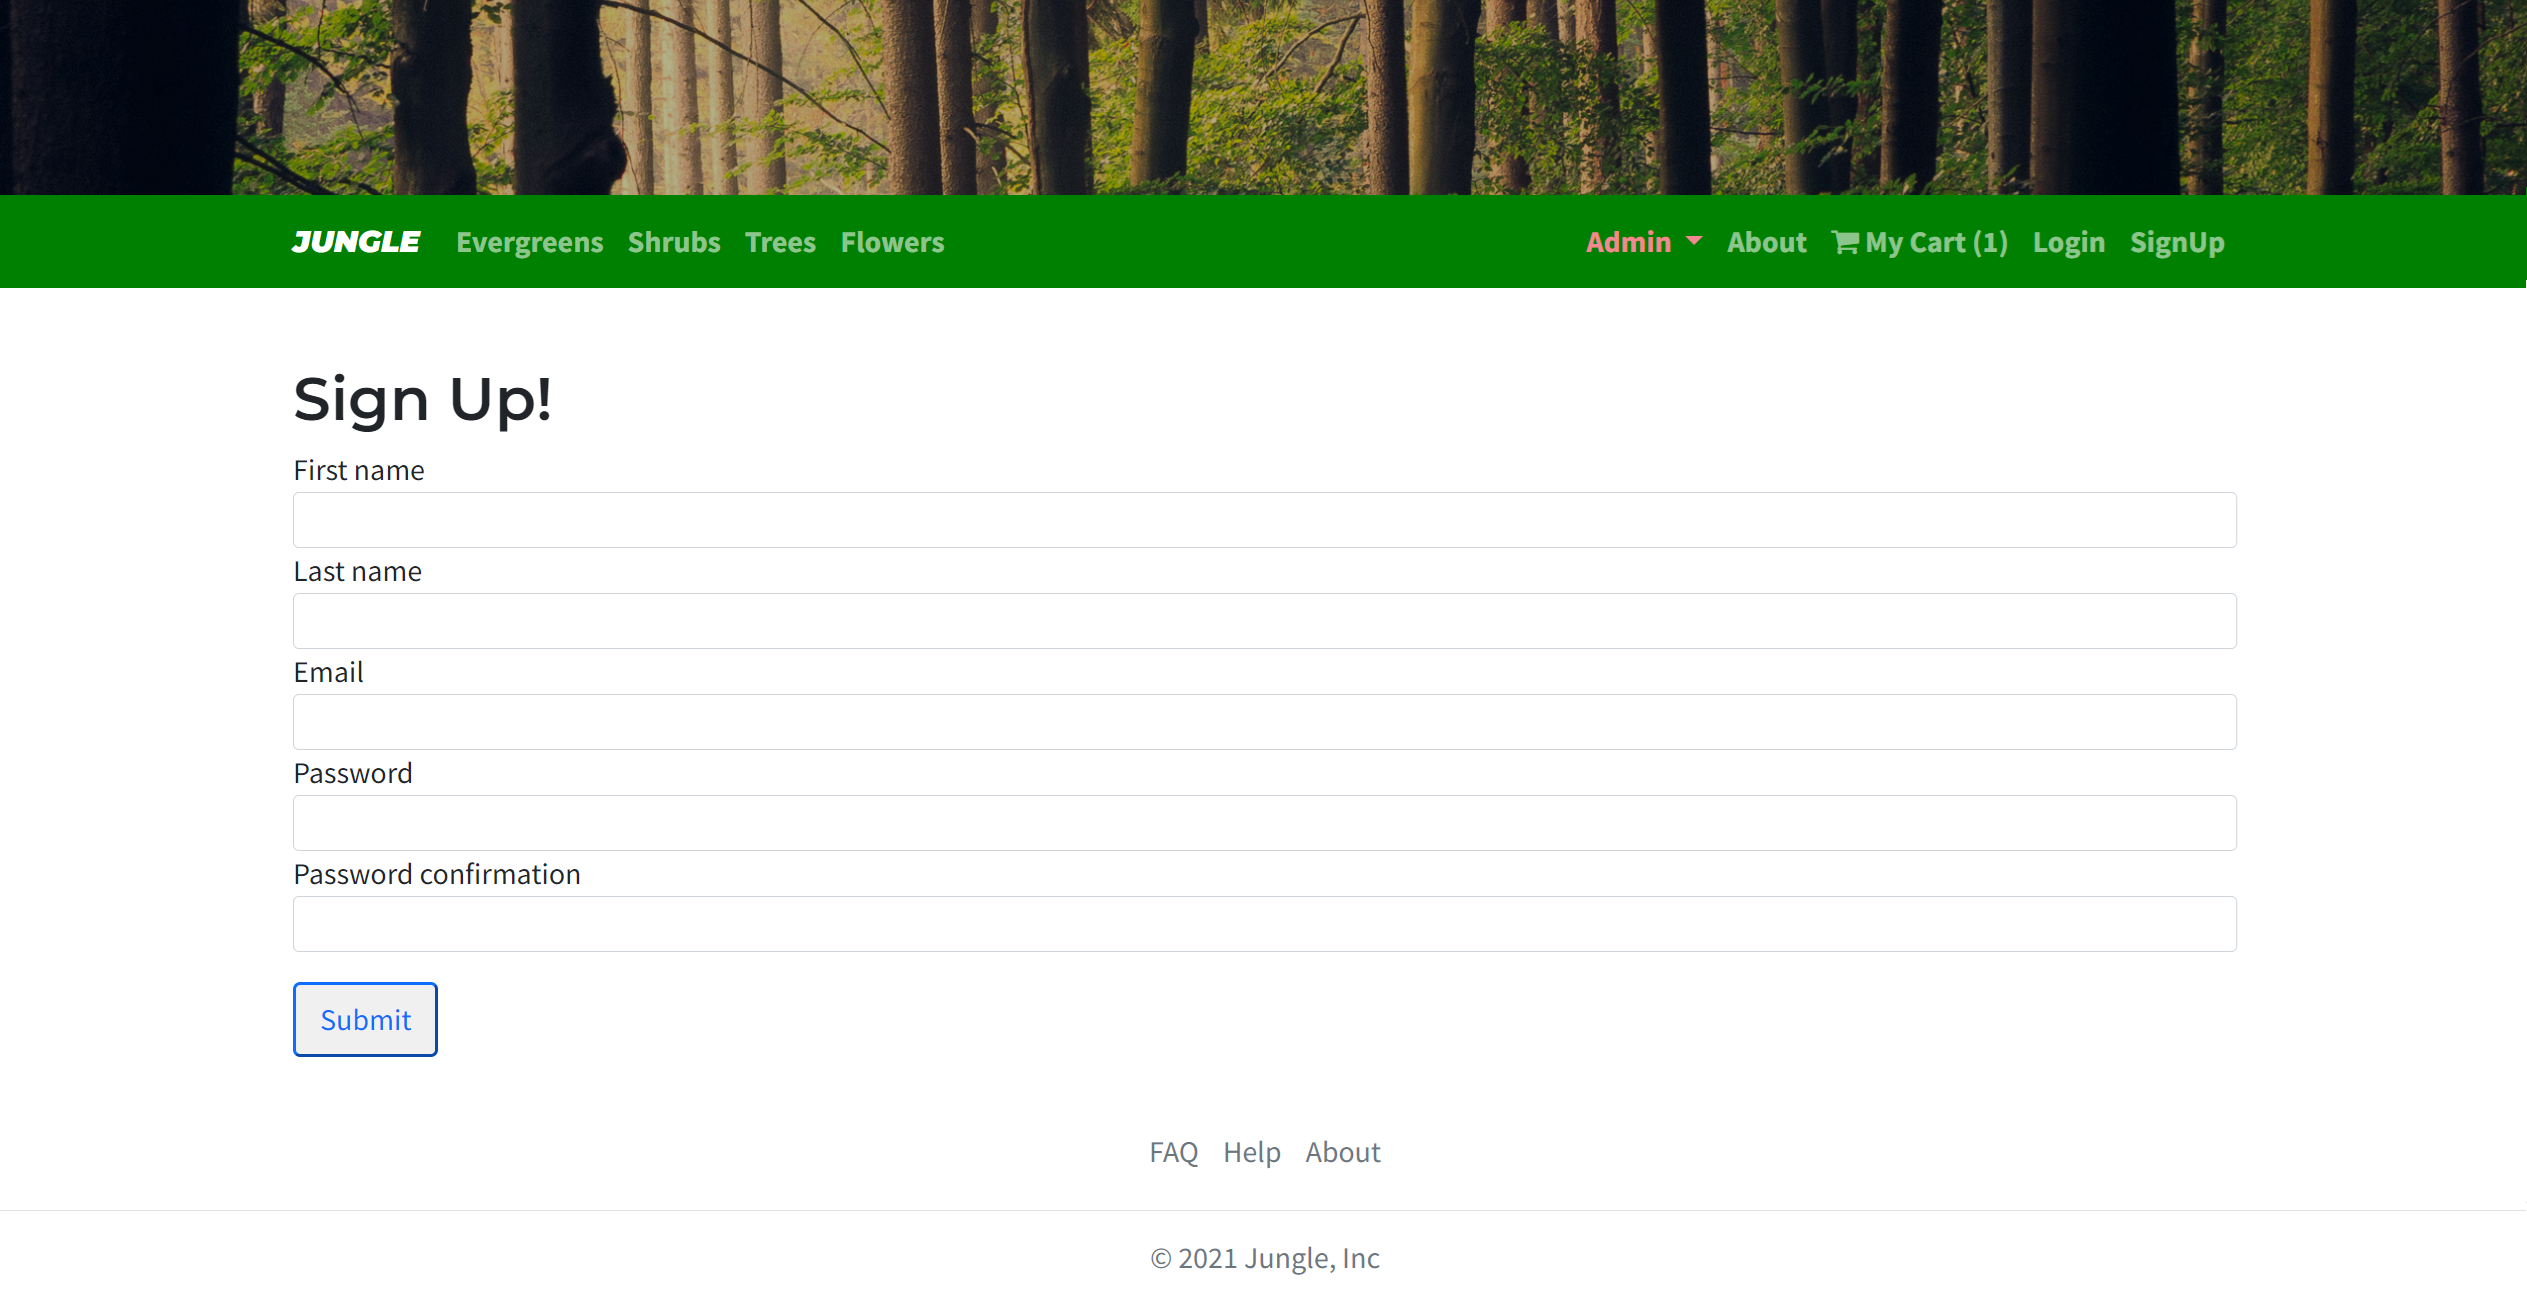 JUNGLE Evergreens Shrubs Trees Flowers Admin About My Cart (1) Login SignUp
Sign Up!
First name
Last name
Email
Password
Password confirmation
Submit
FAQ Help About
© 2021 Jungle, Inc